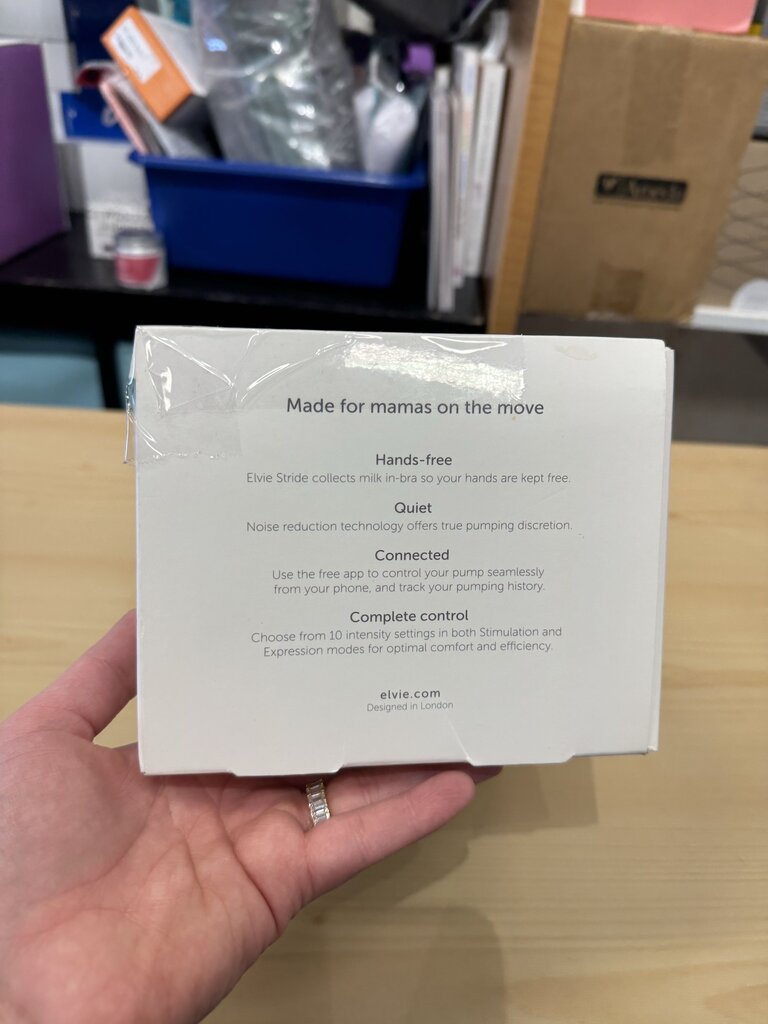 Made for mamas on the move
Hands-free
Elvie Stride collects milk in-bra so your hands are kept free.
Quiet
Noise reduction technology offers true pumping discretion.
Connected
Use the free app to control your pump seamlessly
from your phone, and track your pumping history.
Complete control
Choose from 10 intensity settings in both Stimulation and
Expression modes for optimal comfort and efficiency.
elvie.com
Designed in London